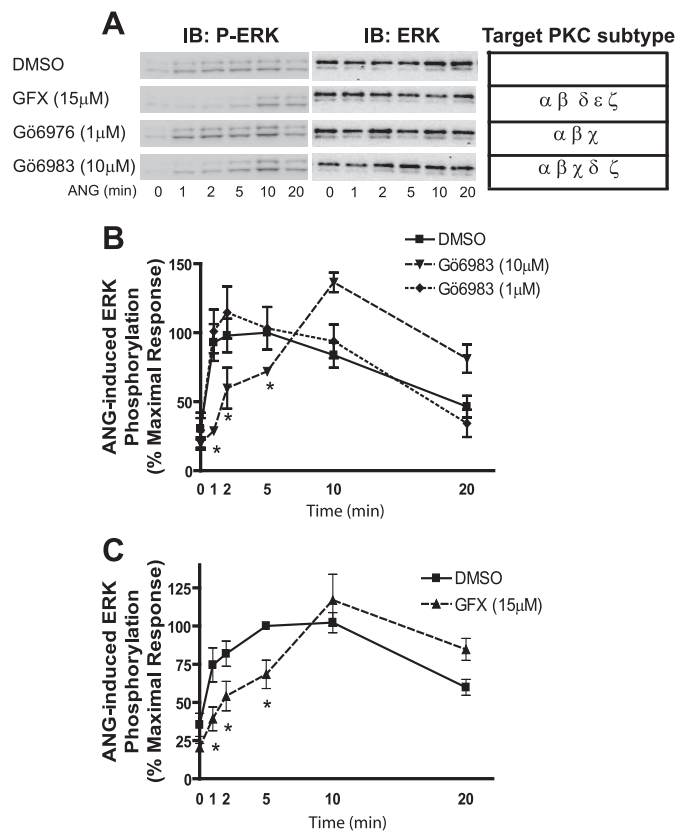 A
IB: P-ERK IB: ERK Target PKC subtype
DMSO
GFX (15μM) α β δ ε ζ
Gö6976 (1μM) α β χ
Gö6983 (10μM) α β χ δ ζ
ANG (min) 0 1 2 5 10 20 0 1 2 5 10 20
B
DMSO
Gö6983 (10μM)
Gö6983 (1μM)
ANG-induced ERK
Phosphorylation
(% Maximal Response)
150
100
50
0
0 1 2 5 10 20
* * *
Time (min)
C
DMSO
GFX (15μM)
ANG-induced ERK
Phosphorylation
(% Maximal Response)
125
100
75
50
25
0
0 1 2 5 10 20
* * *
Time (min)